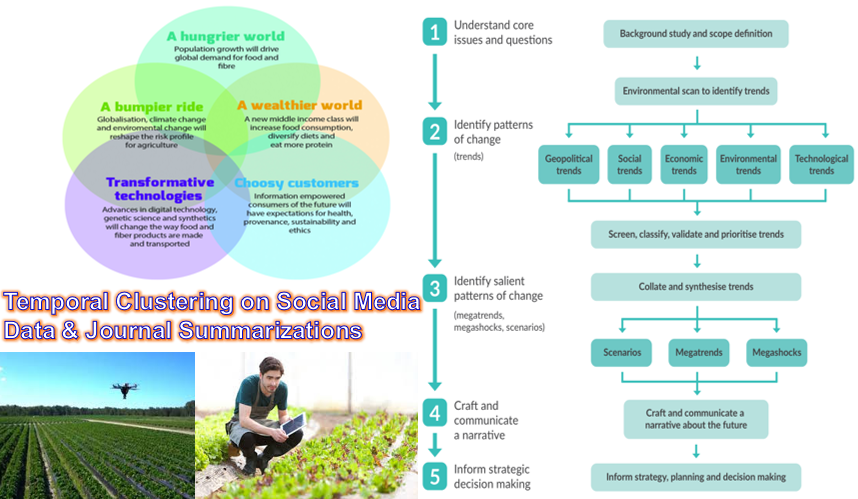 A hungrier world
Population growth will drive
global demand for food and
fibre
A bumpier ride
Globalisation, climate change
and enviromental change will
reshape the risk profile
for agriculture
A wealthier world
A new middle income class will
increase food consumption,
diversify diets and
eat more protein
Transformative
technologies
Advances in digital technology,
genetic science and synthetics
will change the way food and
fiber products are made
and transported
Choosy customers
Information empowered
consumers of the future will
have expectations for health,
provenance, sustainability and
ethics
Temporal Clustering on Social Media
Data & Journal Summarizations
1
Understand core
issues and questions
2
Identify patterns
of change
(trends)
3
Identify salient
patterns of change
(megatrends,
megashocks, scenarios)
4
Craft and
communicate
a narrative
5
Inform strategic
decision making
Background study and scope definition
Environmental scan to identify trends
Geopolitical
trends
Social
trends
Economic
trends
Environmental
trends
Technological
trends
Screen, classify, validate and prioritise trends
Collate and synthesise trends
Scenarios
Megatrends
Megashocks
Craft and communicate a
narrative about the future
Inform strategy, planning and decision making